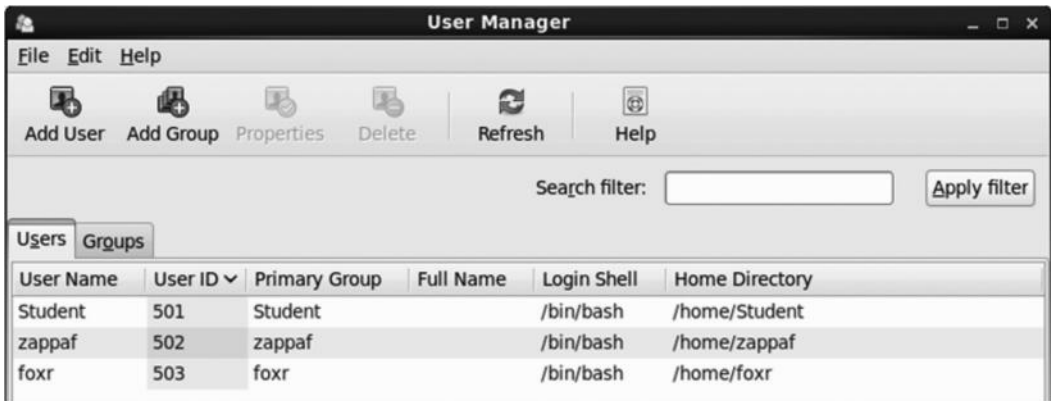 User Manager
File Edit Help
Add User Add Group Properties Delete Refresh Help
Search filter: Apply filter
Users Groups
User Name User ID Primary Group Full Name Login Shell Home Directory
Student 501 Student /bin/bash /home/Student
zappaf 502 zappaf /bin/bash /home/zappaf
foxr 503 foxr /bin/bash /home/foxr